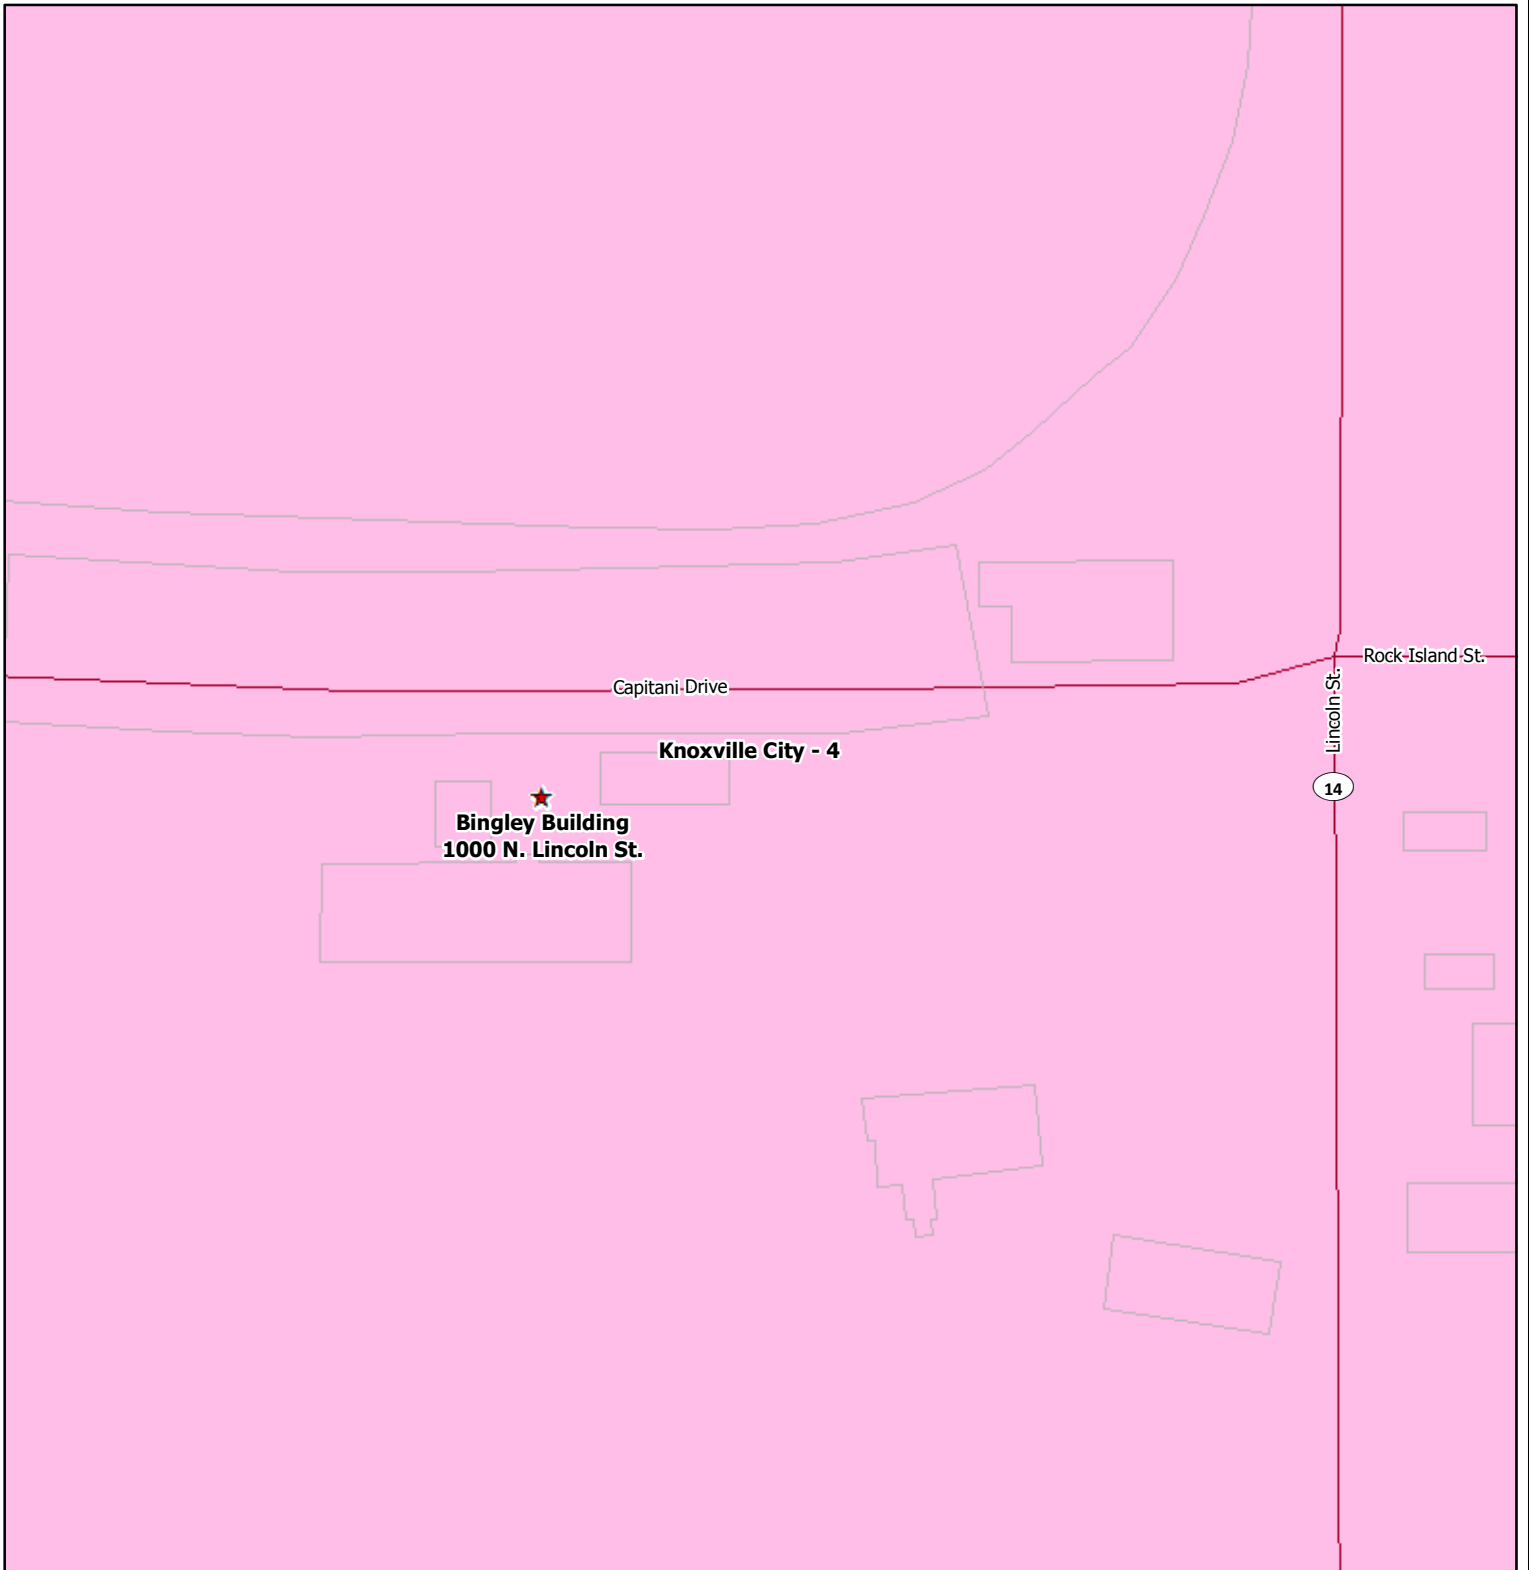 Rock Island St.
Capitani Drive
Lincoln St.
Knoxville City - 4
14
Bingley Building
1000 N. Lincoln St.